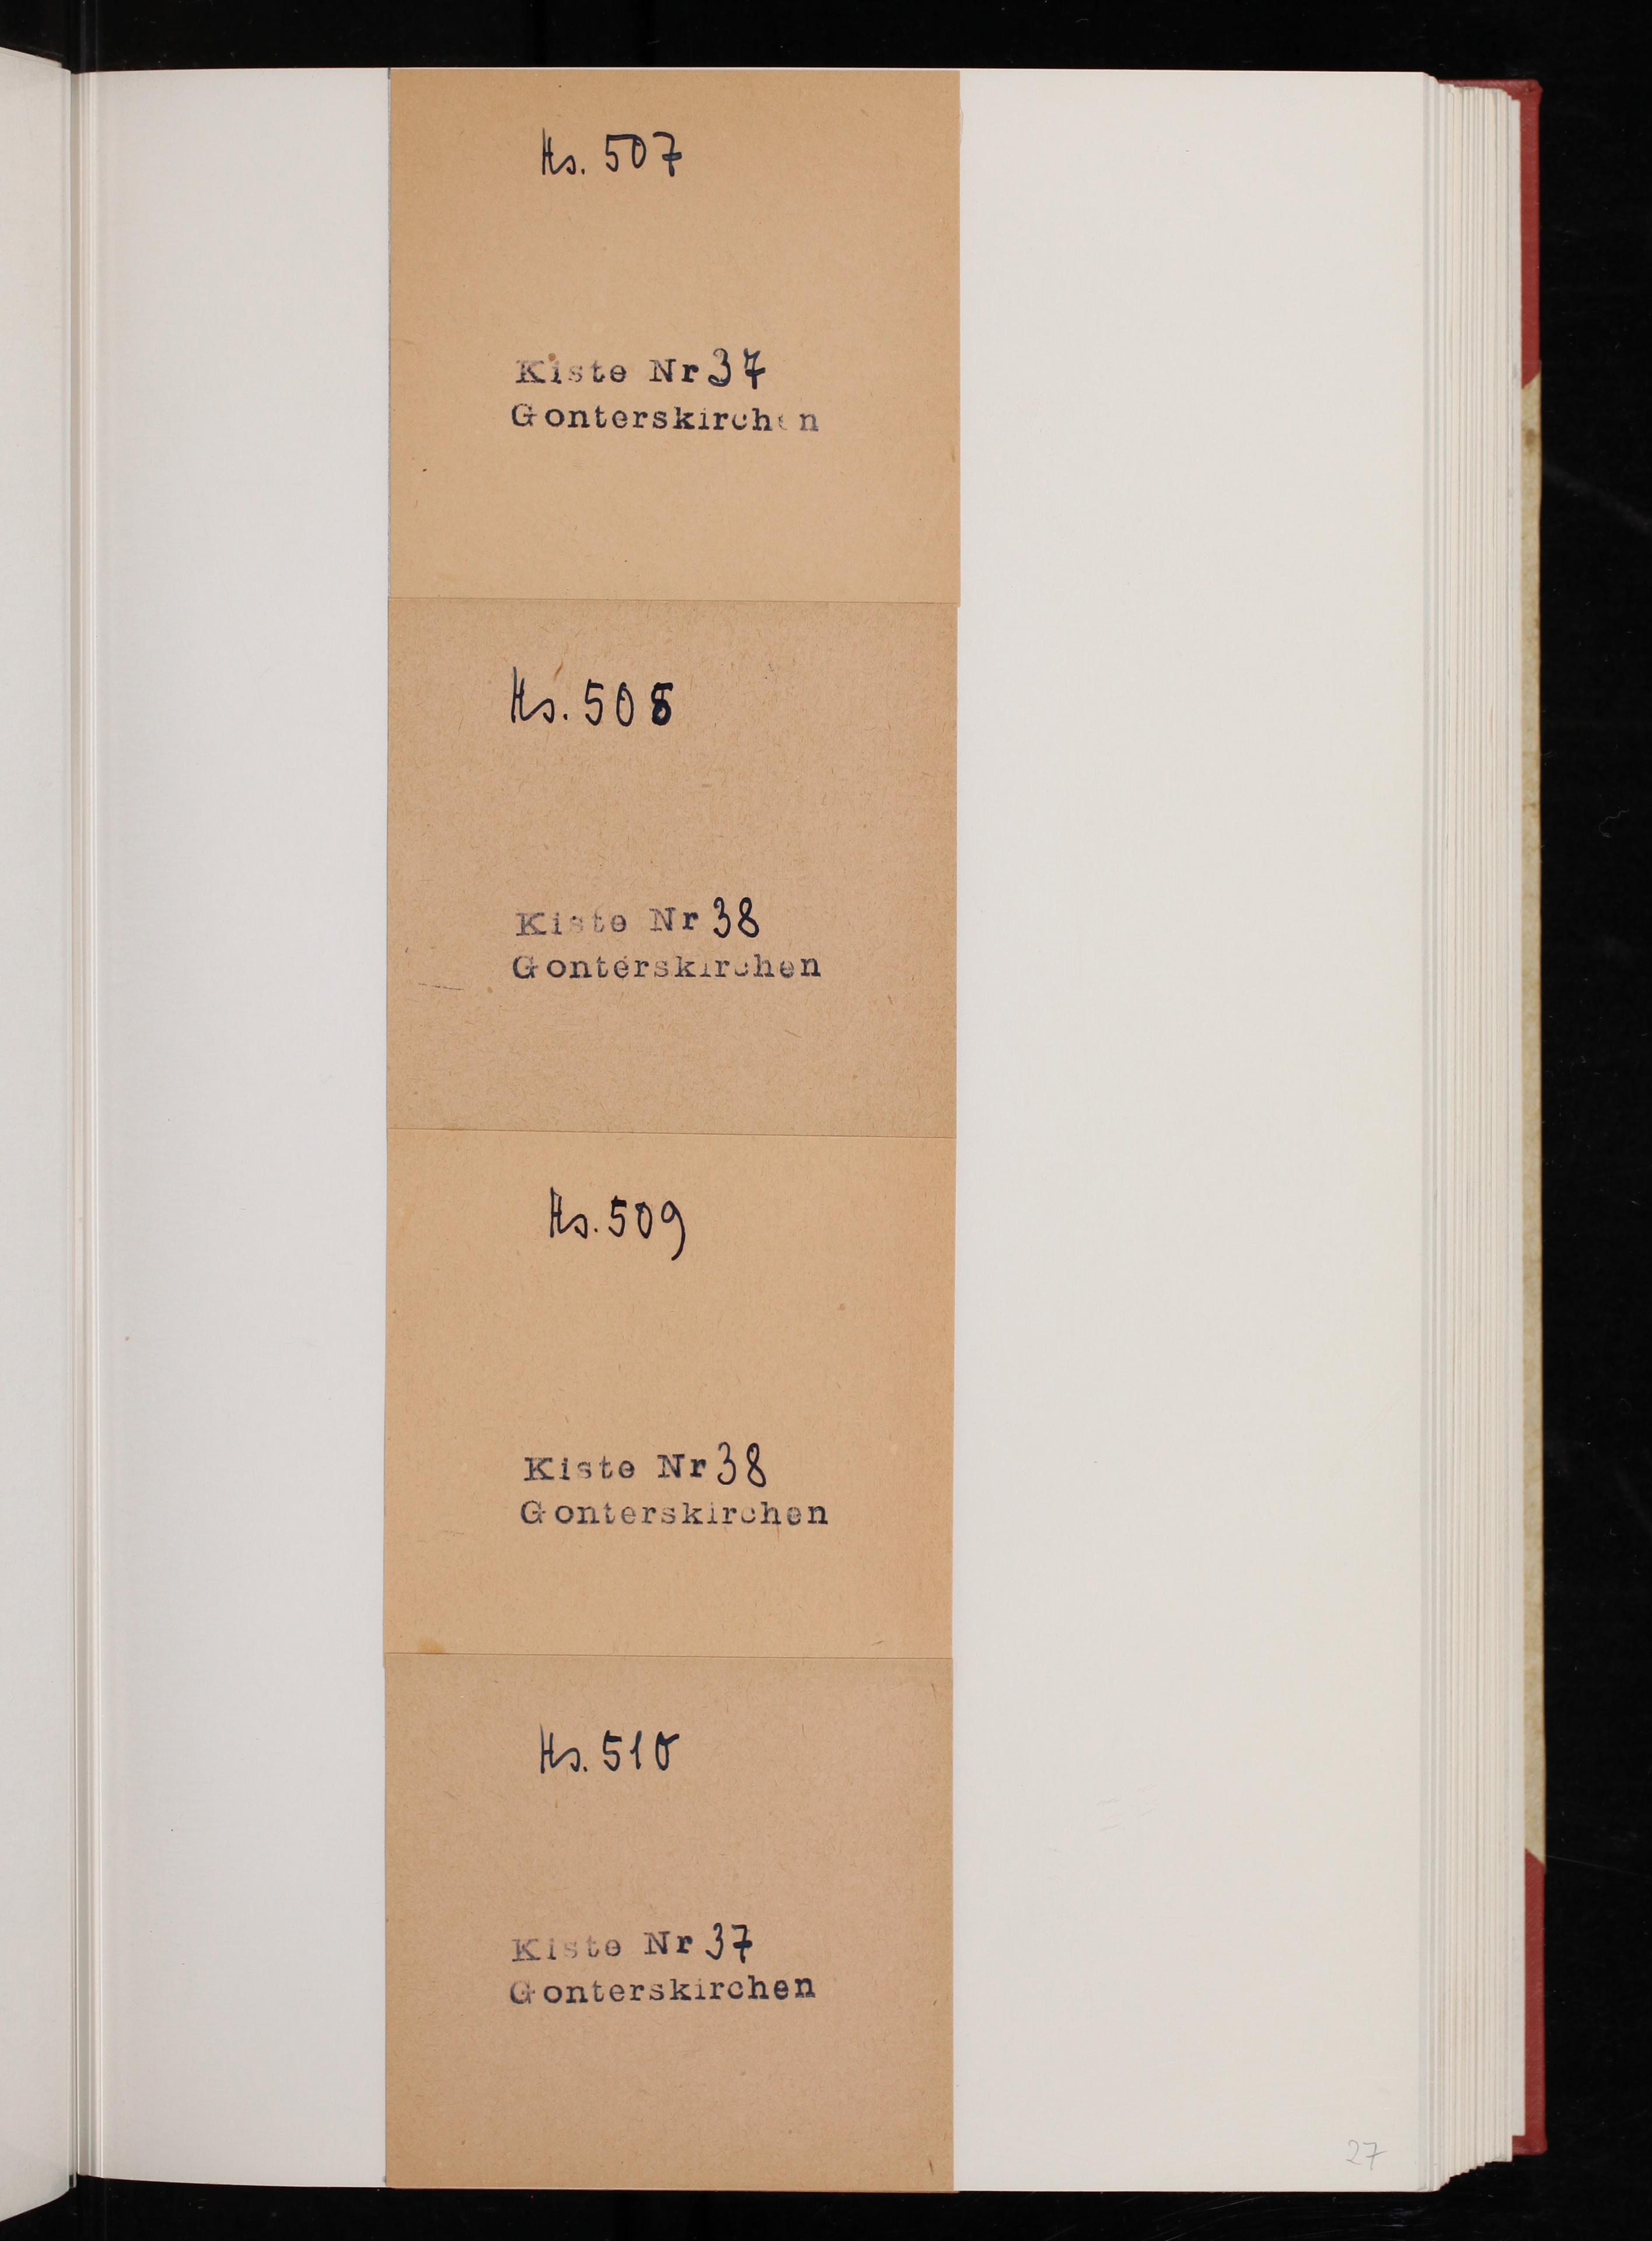 Hs. 507
Kiste Nr 37
Gonterskirchen
Hs. 508
Kiste Nr 38
Gonterskirchen
Hs. 509
Kiste Nr 38
Gonterskirchen
Hs. 510
Kiste Nr 37
Gonterskirchen
27